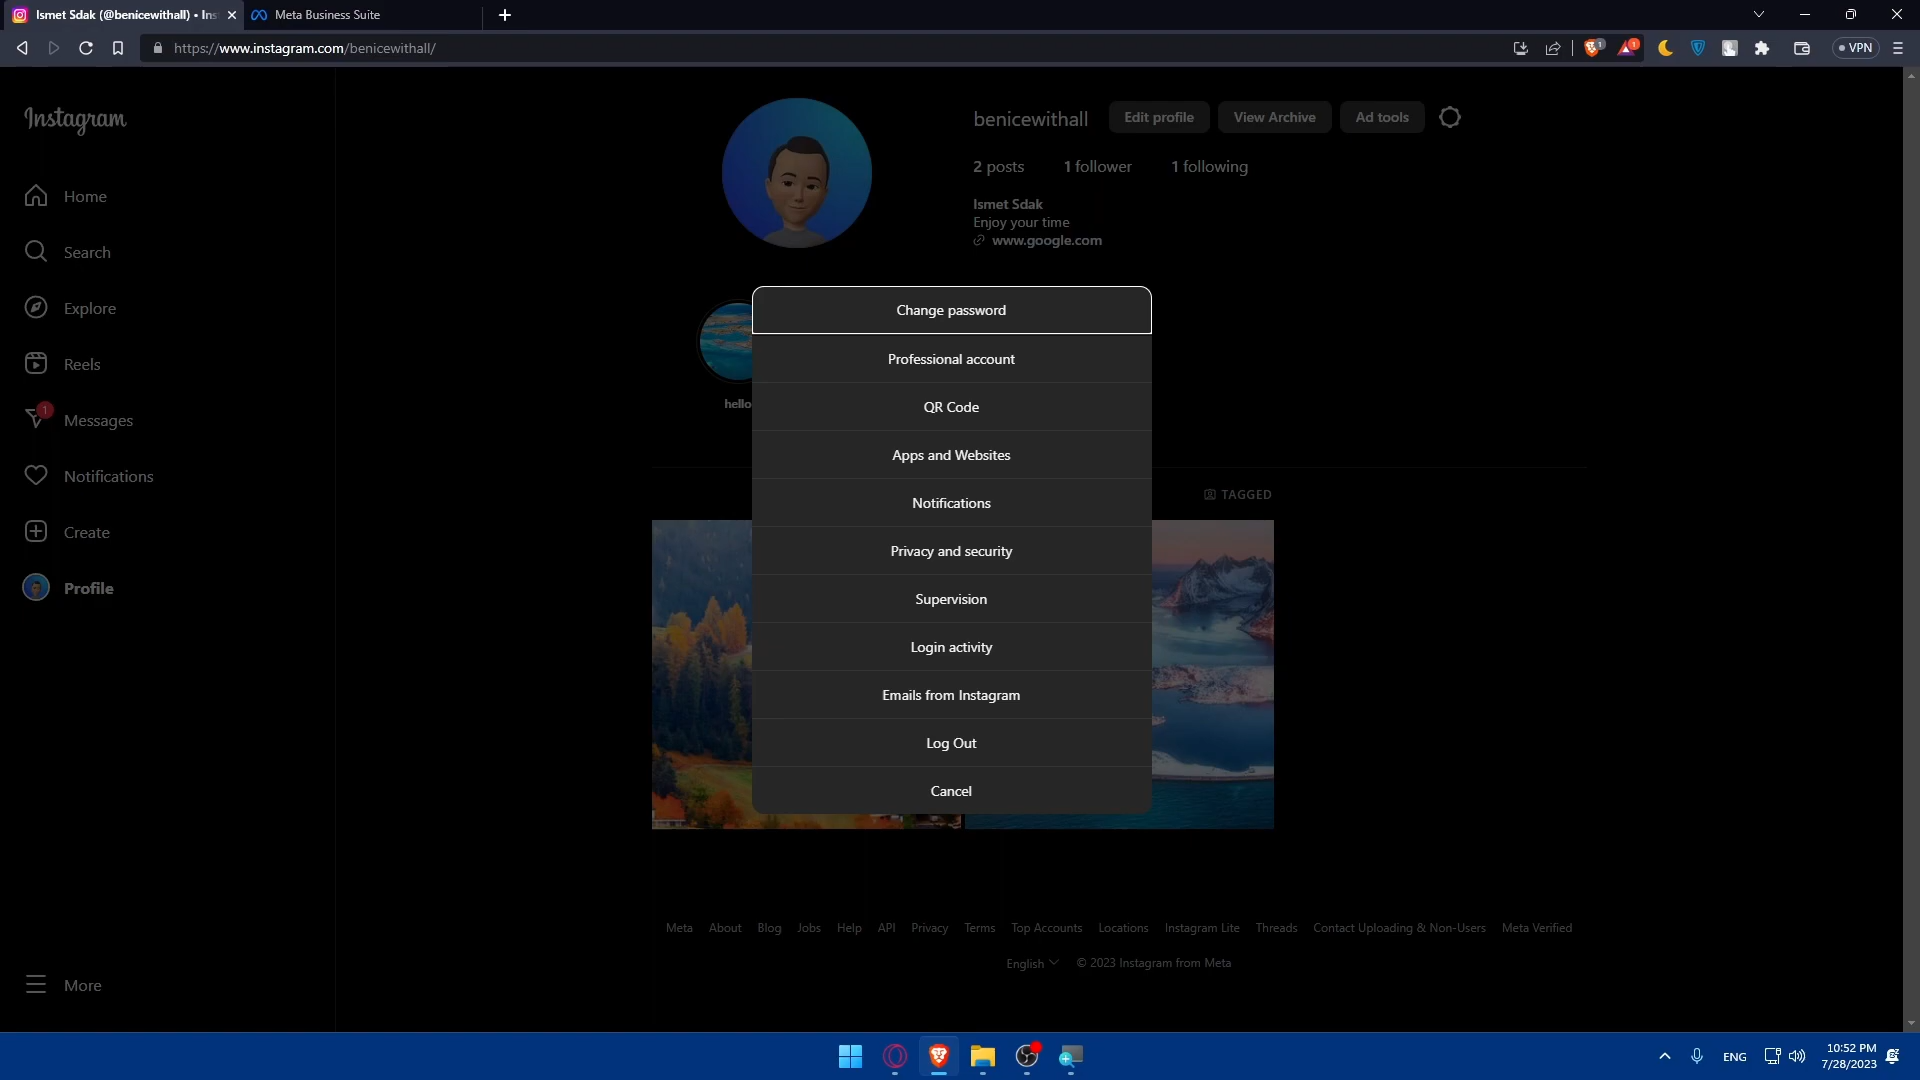 Ismet Sdak (@benicewithall) • Ins
Meta Business Suite
https://www.instagram.com/benicewithall/
1
1
VPN
Instagram
Home
Search
Explore
Reels
1
Messages
Notifications
Create
Profile
More
benicewithall
Edit profile
View Archive
Ad tools
2 posts
1 follower
1 following
Ismet Sdak
Enjoy your time
www.google.com
hello
TAGGED
Change password
Professional account
QR Code
Apps and Websites
Notifications
Privacy and security
Supervision
Login activity
Emails from Instagram
Log Out
Cancel
Meta About Blog Jobs Help API Privacy Terms Top Accounts Locations Instagram Lite Threads Contact Uploading & Non-Users Meta Verified
English © 2023 Instagram from Meta
ENG
10:52 PM
7/28/2023